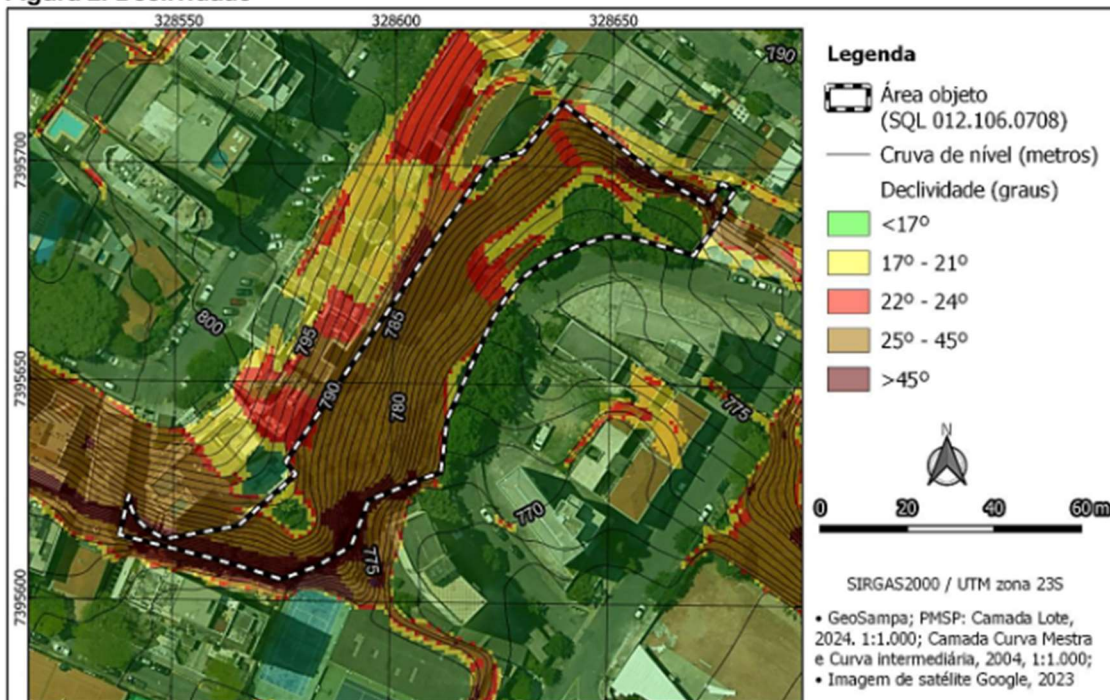 328550 328600 328650
7395700
7395650
7395600
790
800
795
785
790
780
775
770
775
Legenda
Área objeto
(SQL 012.106.0708)
Cruva de nível (metros)
Declividade (graus)
<17º
17º - 21º
22º - 24º
25º - 45º
>45º
N
0 20 40 60 m
SIRGAS2000 / UTM zona 23S
• GeoSampa; PMSP: Camada Lote,
2024. 1:1.000; Camada Curva Mestra
e Curva intermediária, 2004, 1:1.000;
• Imagem de satélite Google, 2023